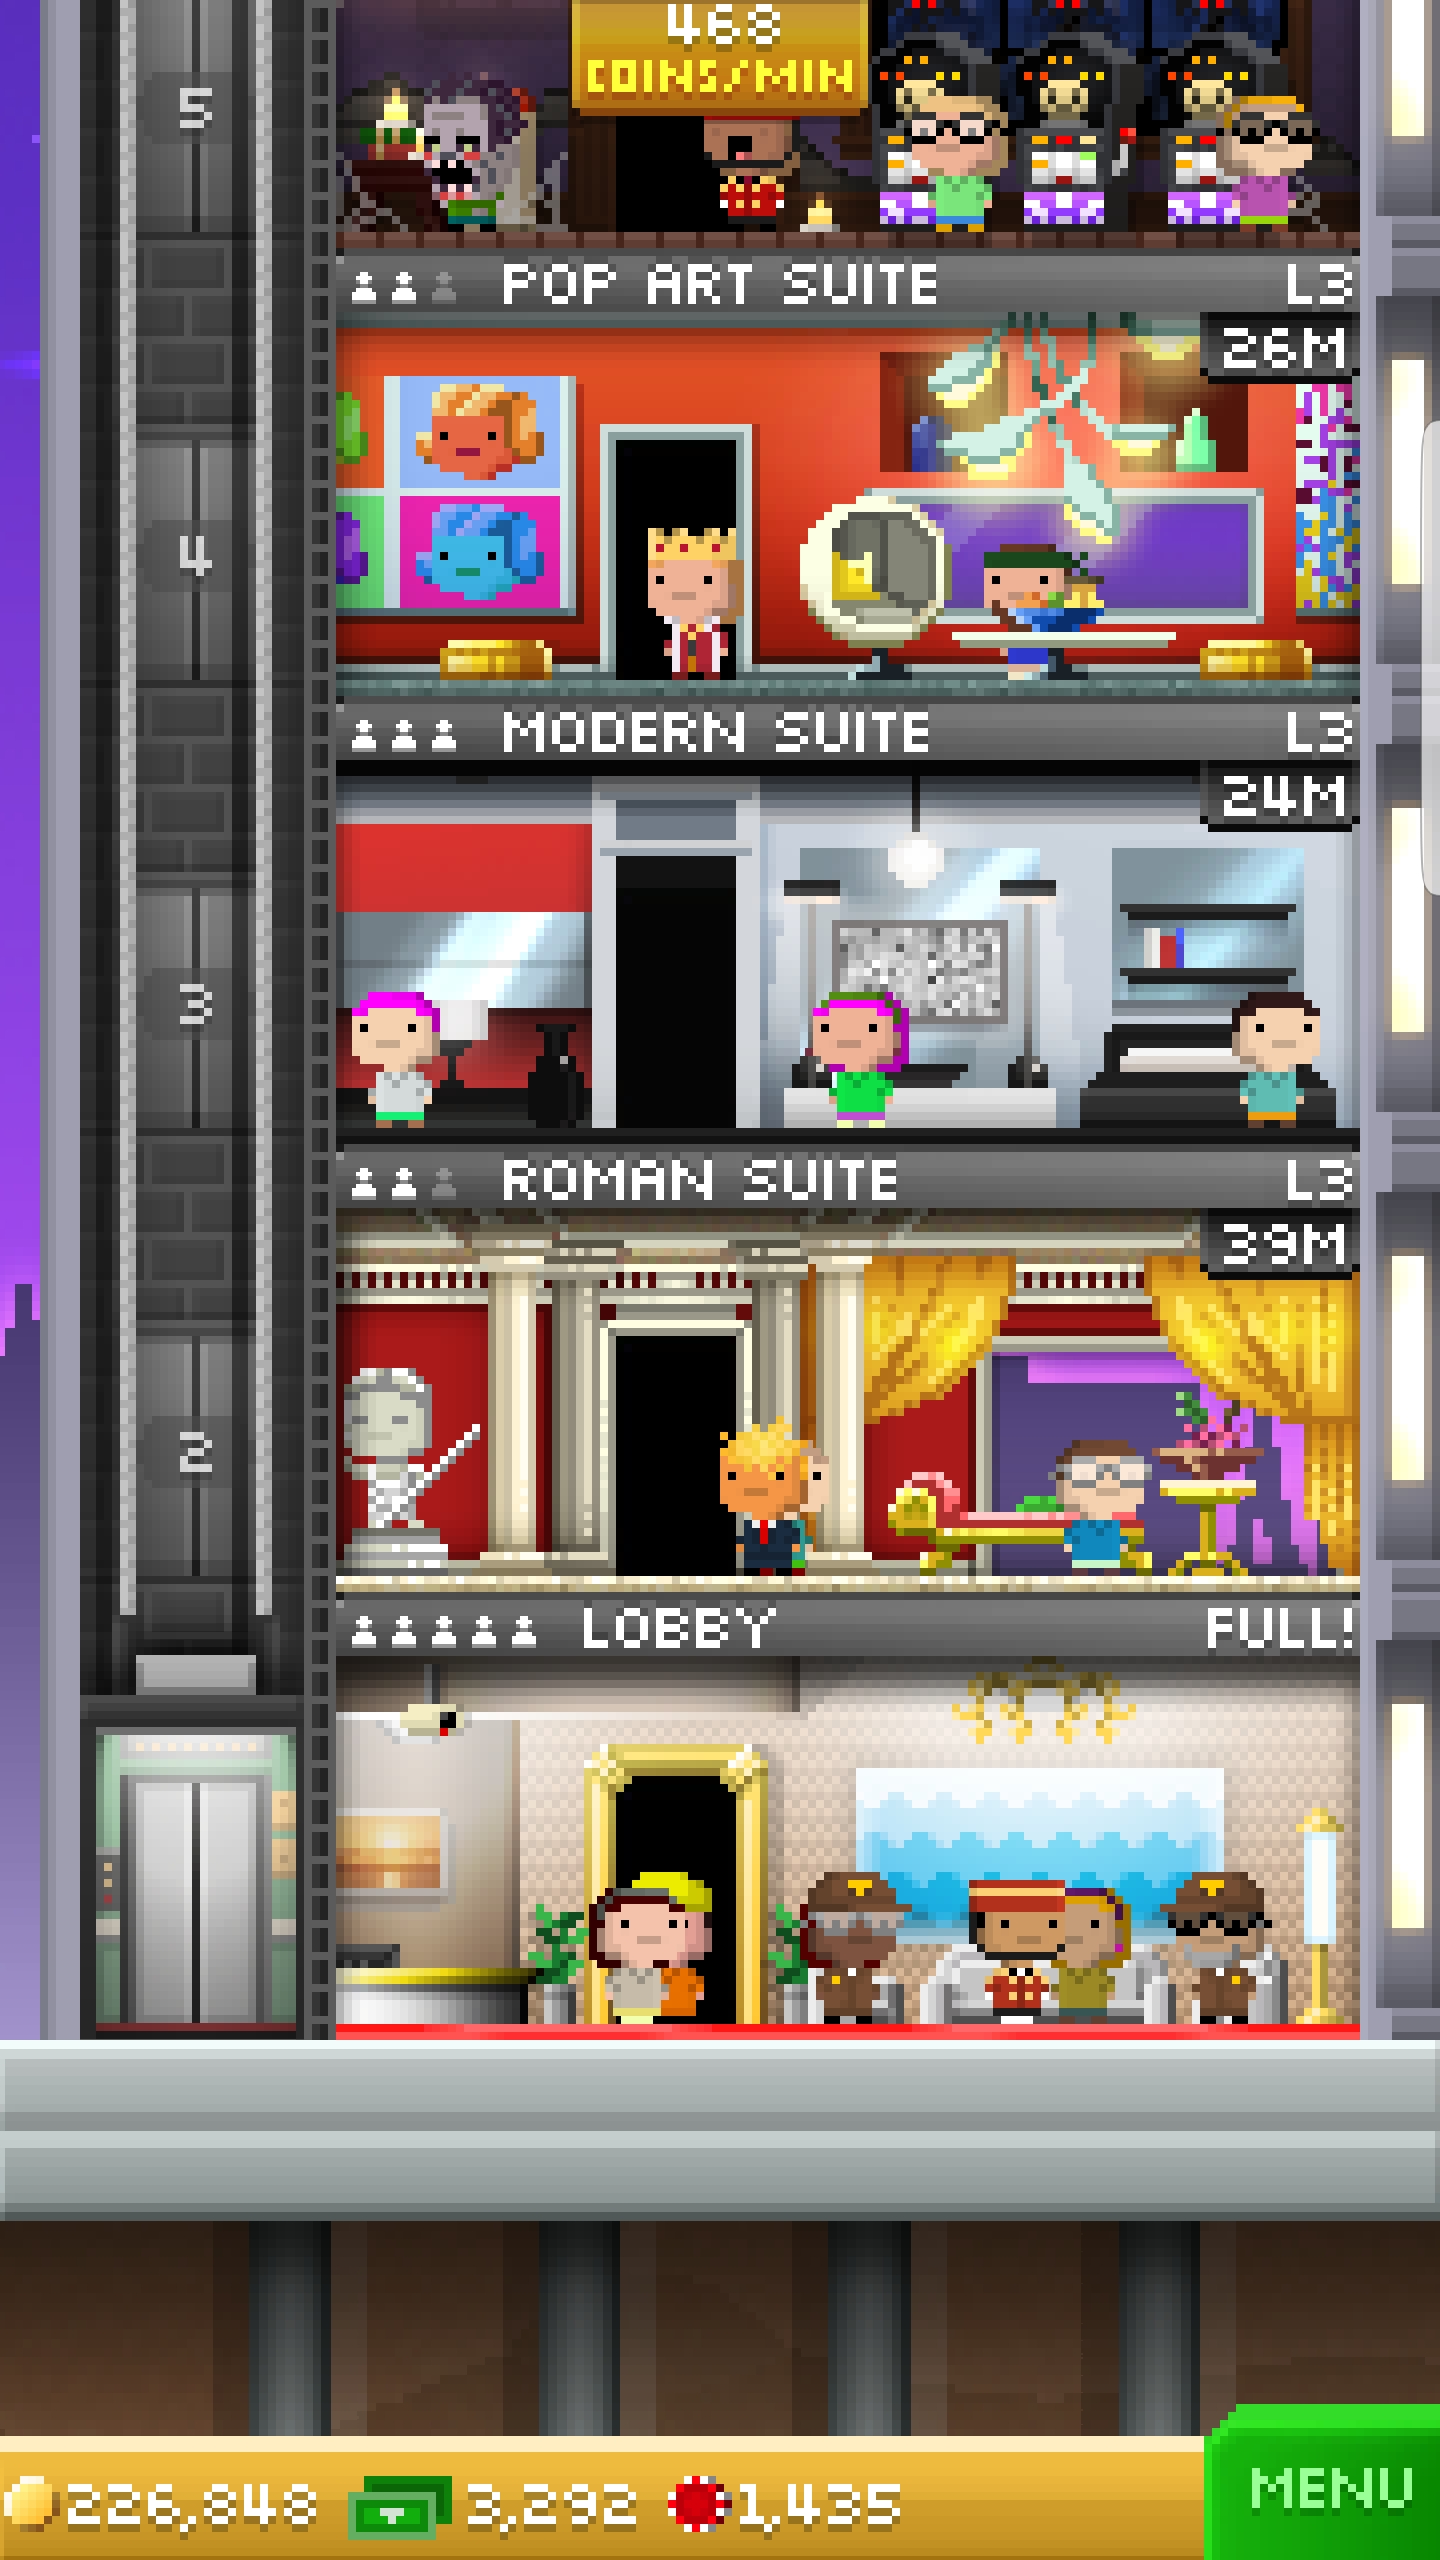 468
COINS/MIN
5
POP ART SUITE L3
26M
4
MODERN SUITE L3
24M
3
ROMAN SUITE L3
39M
2
LOBBY FULL!
226,848 3,292 1,435
MENU